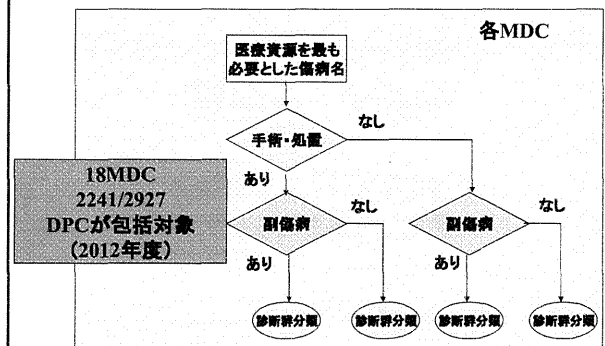 各MDC
医療資源を最も
必要とした傷病名
手術・処置
なし
あり
18MDC
2241/2927
DPCが包括対象
(2012年度)
副傷病
なし
副傷病
なし
あり
あり
診断群分類
診断群分類
診断群分類
診断群分類